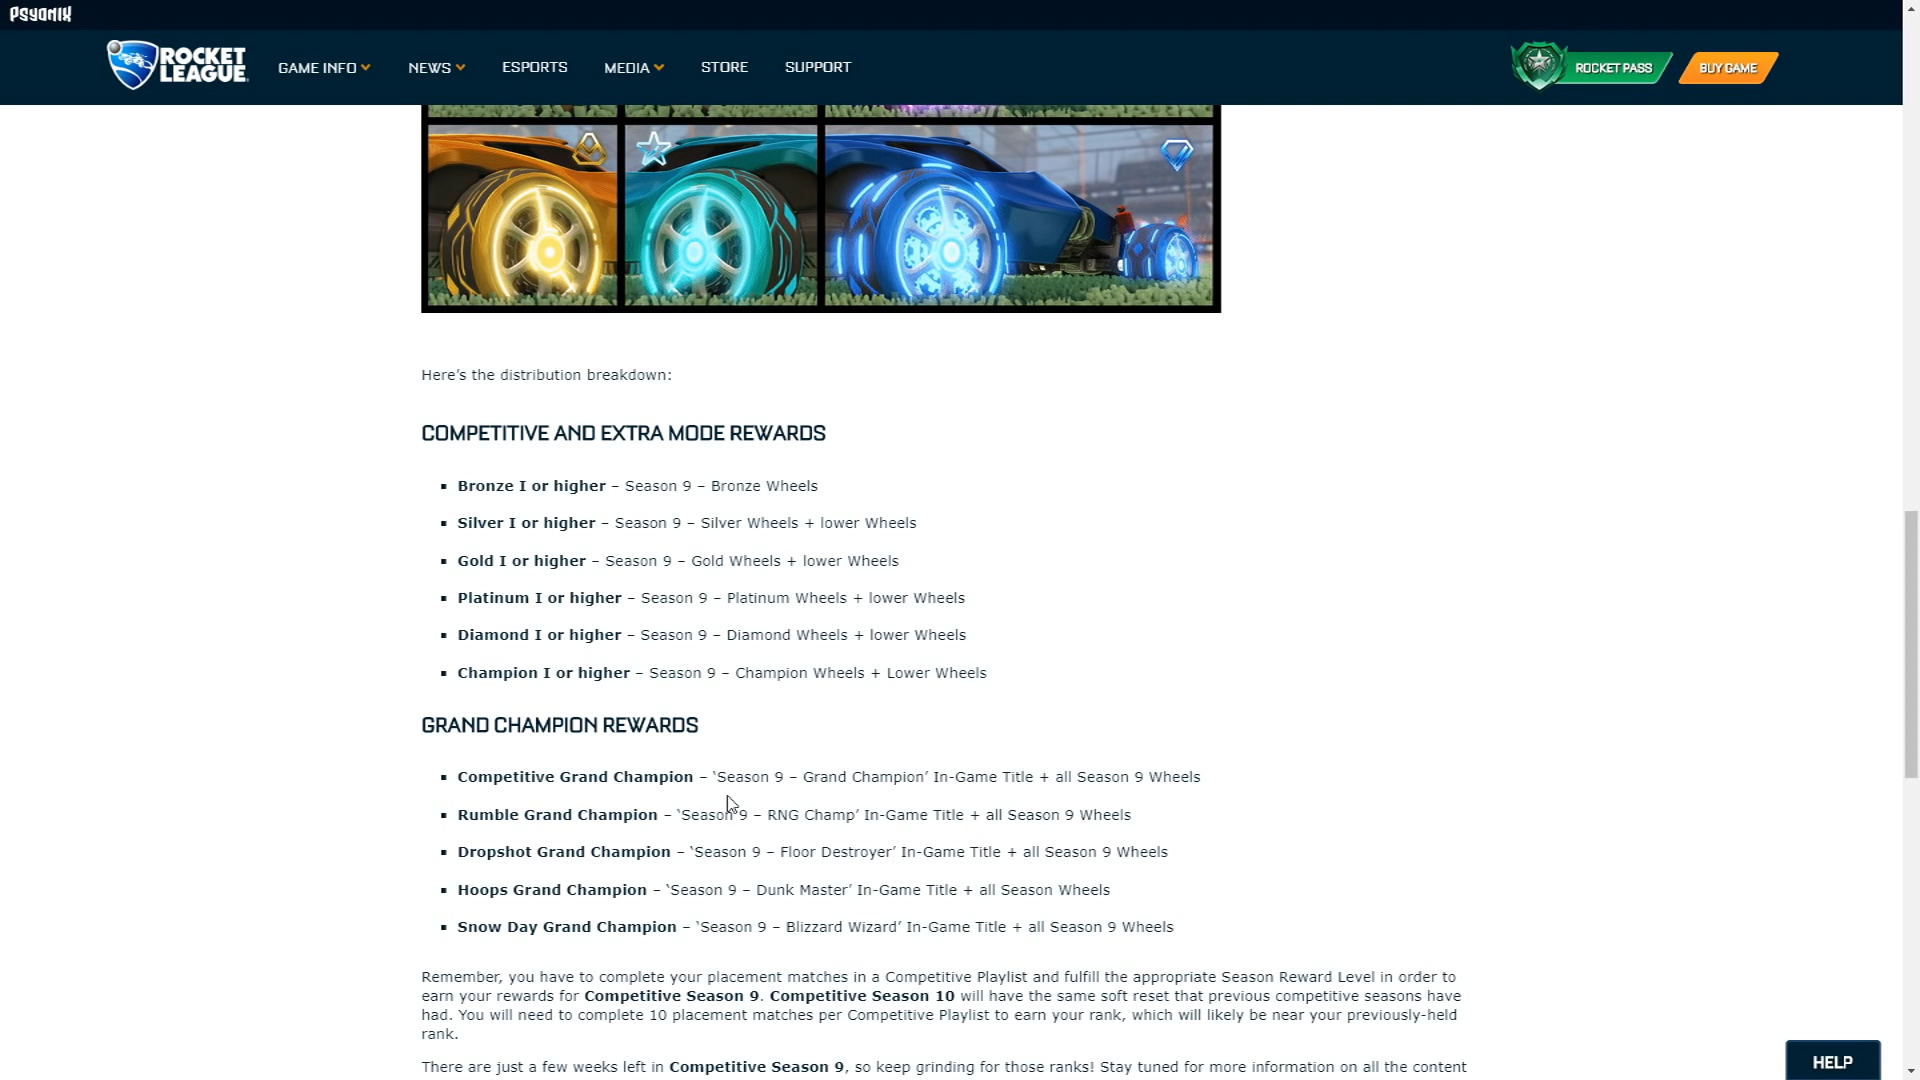 PSYONIX
ROCKET LEAGUE
GAME INFO
NEWS
ESPORTS
MEDIA
STORE
SUPPORT
ROCKET PASS
BUY GAME
Here’s the distribution breakdown:
COMPETITIVE AND EXTRA MODE REWARDS
Bronze I or higher – Season 9 – Bronze Wheels
Silver I or higher – Season 9 – Silver Wheels + lower Wheels
Gold I or higher – Season 9 – Gold Wheels + lower Wheels
Platinum I or higher – Season 9 – Platinum Wheels + lower Wheels
Diamond I or higher – Season 9 – Diamond Wheels + lower Wheels
Champion I or higher – Season 9 – Champion Wheels + Lower Wheels
GRAND CHAMPION REWARDS
Competitive Grand Champion – ‘Season 9 – Grand Champion’ In-Game Title + all Season 9 Wheels
Rumble Grand Champion – ‘Season 9 – RNG Champ’ In-Game Title + all Season 9 Wheels
Dropshot Grand Champion – ‘Season 9 – Floor Destroyer’ In-Game Title + all Season 9 Wheels
Hoops Grand Champion – ‘Season 9 – Dunk Master’ In-Game Title + all Season Wheels
Snow Day Grand Champion – ‘Season 9 – Blizzard Wizard’ In-Game Title + all Season 9 Wheels
Remember, you have to complete your placement matches in a Competitive Playlist and fulfill the appropriate Season Reward Level in order to
earn your rewards for Competitive Season 9. Competitive Season 10 will have the same soft reset that previous competitive seasons have
had. You will need to complete 10 placement matches per Competitive Playlist to earn your rank, which will likely be near your previously-held
rank.
There are just a few weeks left in Competitive Season 9, so keep grinding for those ranks! Stay tuned for more information on all the content
HELP